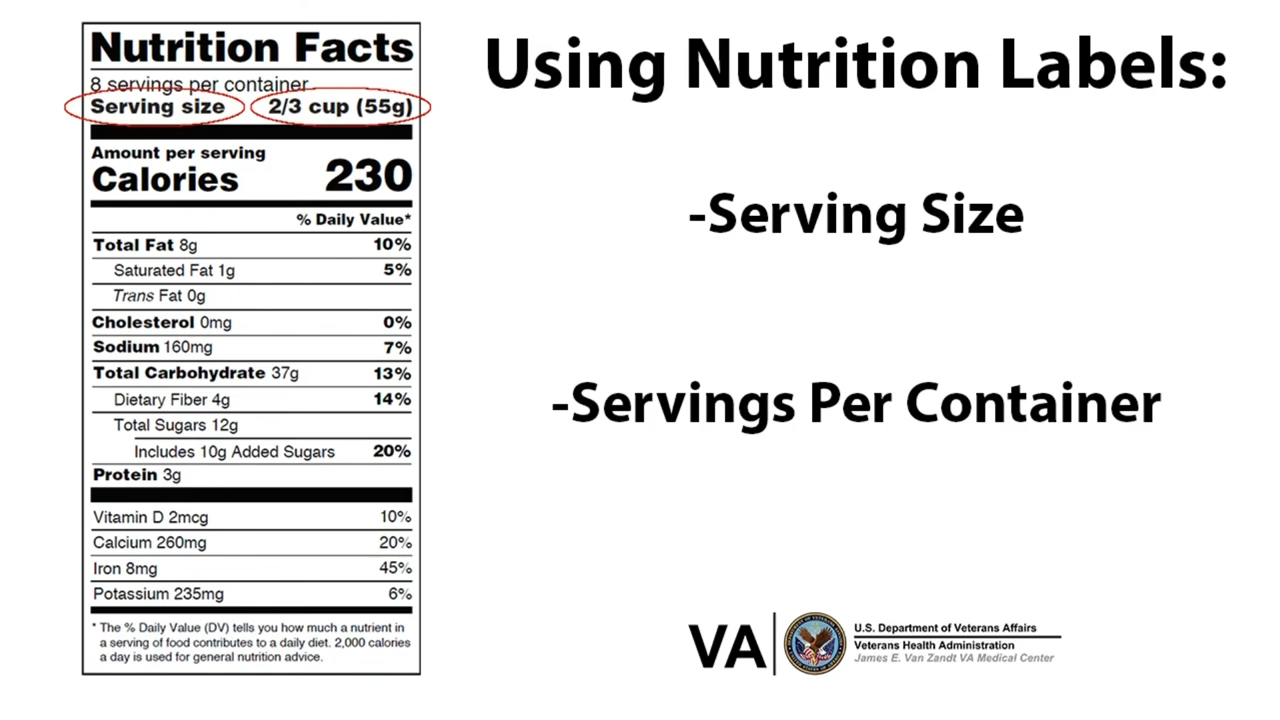 Nutrition Facts
8 servings per container
Serving size 2/3 cup (55g)
Amount per serving
Calories 230
% Daily Value*
Total Fat 8g 10%
Saturated Fat 1g 5%
Trans Fat 0g
Cholesterol 0mg 0%
Sodium 160mg 7%
Total Carbohydrate 37g 13%
Dietary Fiber 4g 14%
Total Sugars 12g
Includes 10g Added Sugars 20%
Protein 3g
Vitamin D 2mcg 10%
Calcium 260mg 20%
Iron 8mg 45%
Potassium 235mg 6%
* The % Daily Value (DV) tells you how much a nutrient in
a serving of food contributes to a daily diet. 2,000 calories
a day is used for general nutrition advice.
Using Nutrition Labels:
-Serving Size
-Servings Per Container
VA
U.S. Department of Veterans Affairs
Veterans Health Administration
James E. Van Zandt VA Medical Center